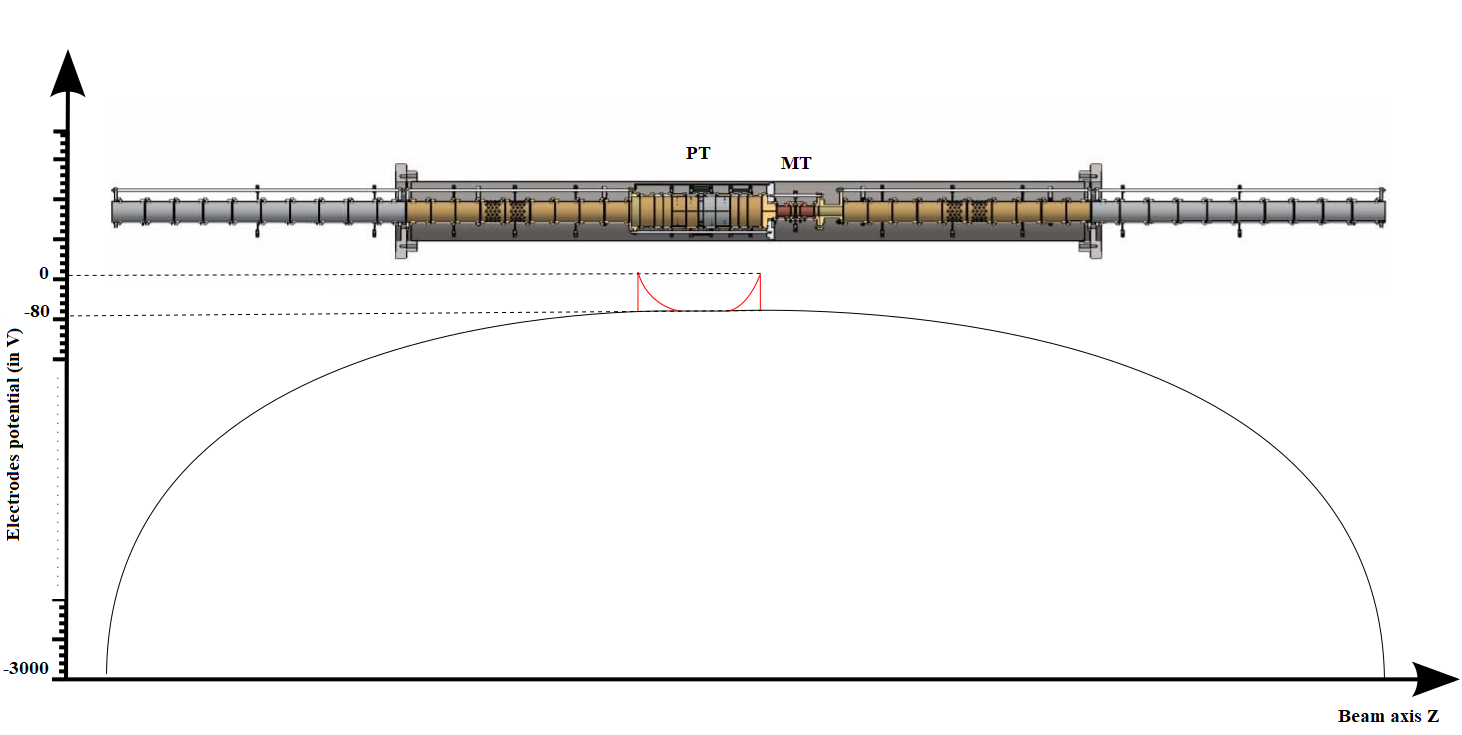 PT
MT
0
-80
Electrodes potential (in V)
-3000
Beam axis Z